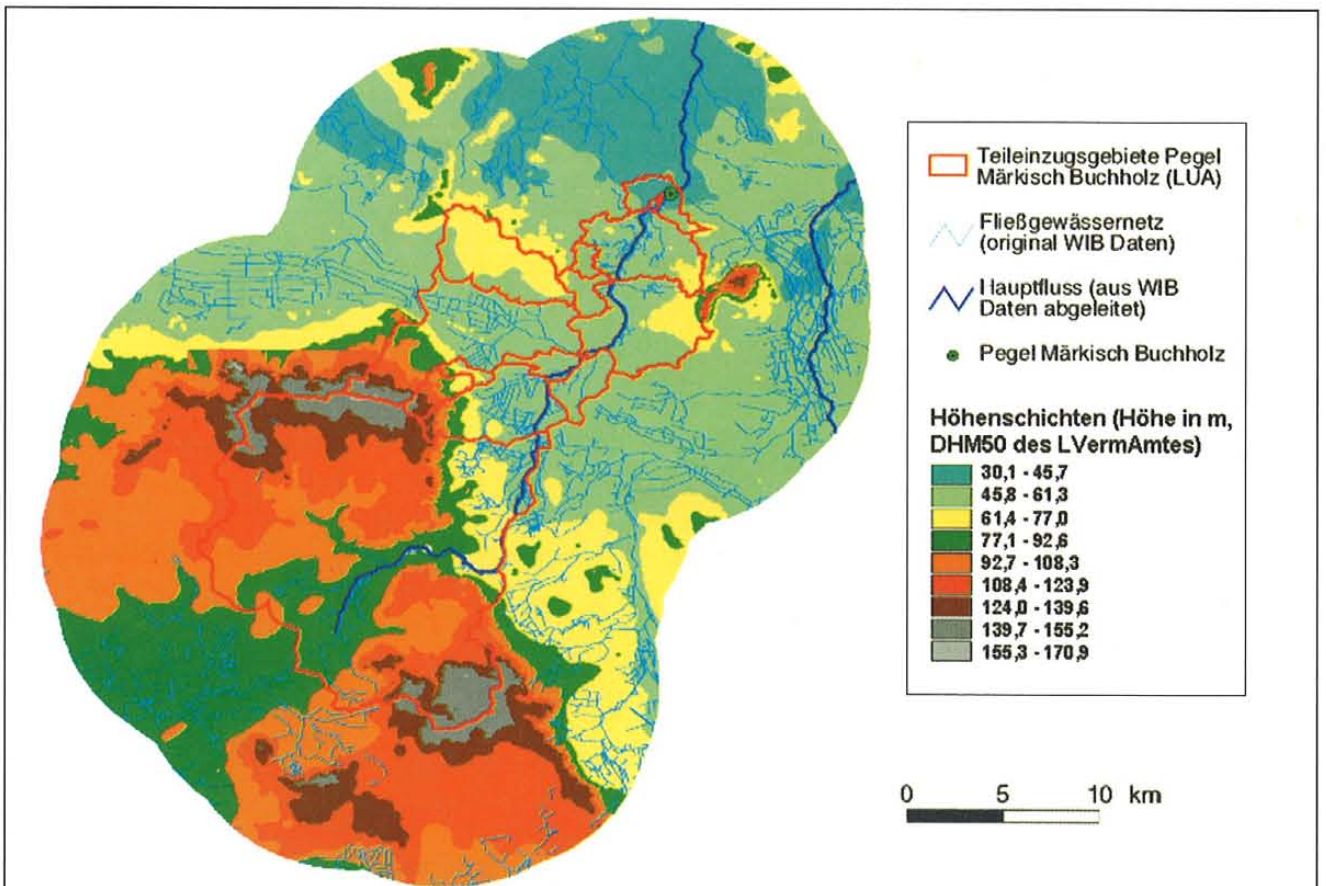 Teileinzugsgebiete Pegel
Märkisch Buchholz (LUA)
Fließgewässernetz
(original WIB Daten)
Hauptfluss (aus WIB
Daten abgeleitet)
Pegel Märkisch Buchholz
Höhenschichten (Höhe in m,
DHM50 des LVermAmtes)
30,1 - 45,7
45,8 - 61,3
61,4 - 77,0
77,1 - 92,6
92,7 - 108,3
108,4 - 123,9
124,0 - 139,6
139,7 - 155,2
155,3 - 170,9
0 5 10 km